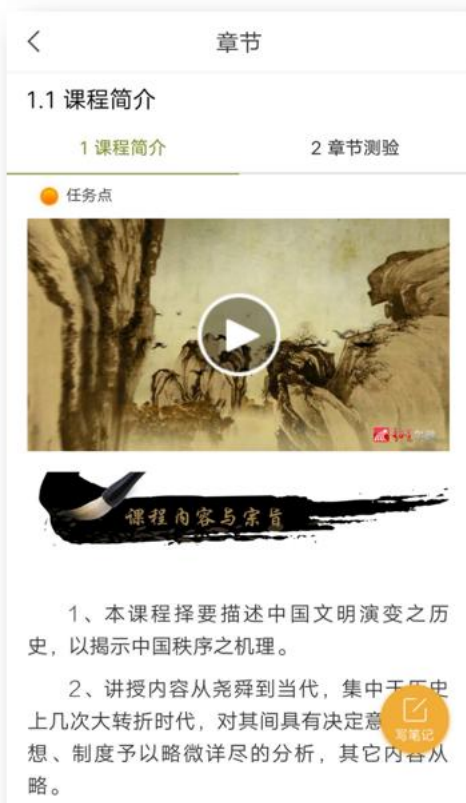 章节
1.1 课程简介
1 课程简介
2 章节测验
任务点
课程内容与宗旨
1、本课程择要描述中国文明演变之历
史，以揭示中国秩序之机理。
2、讲授内容从尧舜到当代，集中于历史
上几次大转折时代，对其间具有决定意
写笔记
想、制度予以略微详尽的分析，其它内容从
略。